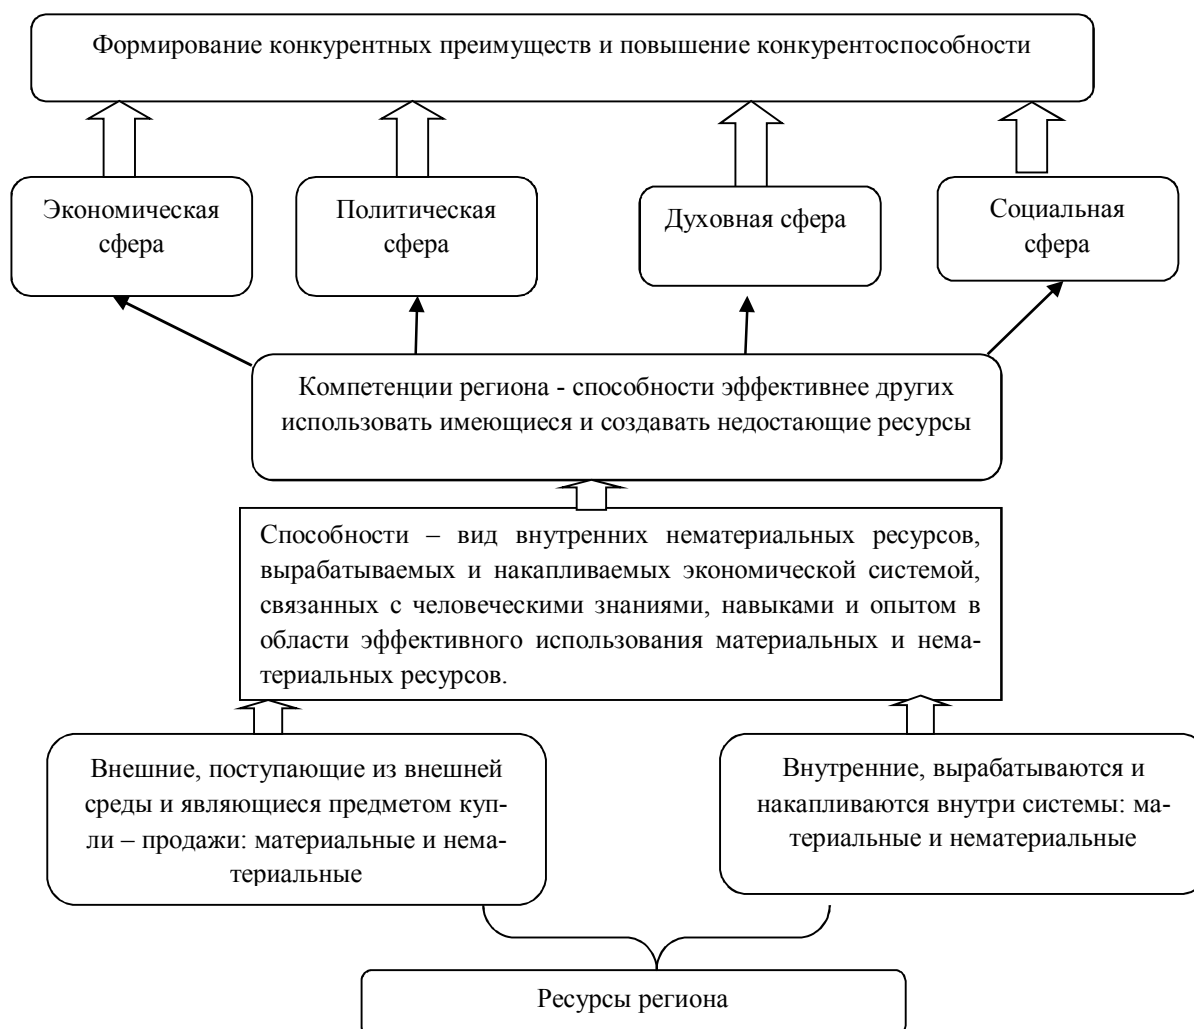 Формирование конкурентных преимуществ и повышение конкурентоспособности
Экономическая
сфера
Политическая
сфера
Духовная сфера
Социальная
сфера
Компетенции региона - способности эффективнее других
использовать имеющиеся и создавать недостающие ресурсы
Способности – вид внутренних нематериальных ресурсов,
вырабатываемых и накапливаемых экономической системой,
связанных с человеческими знаниями, навыками и опытом в
области эффективного использования материальных и нема-
териальных ресурсов.
Внешние, поступающие из внешней
среды и являющиеся предметом куп-
ли – продажи: материальные и нема-
териальные
Внутренние, вырабатываются и
накапливаются внутри системы: ма-
териальные и нематериальные
Ресурсы региона